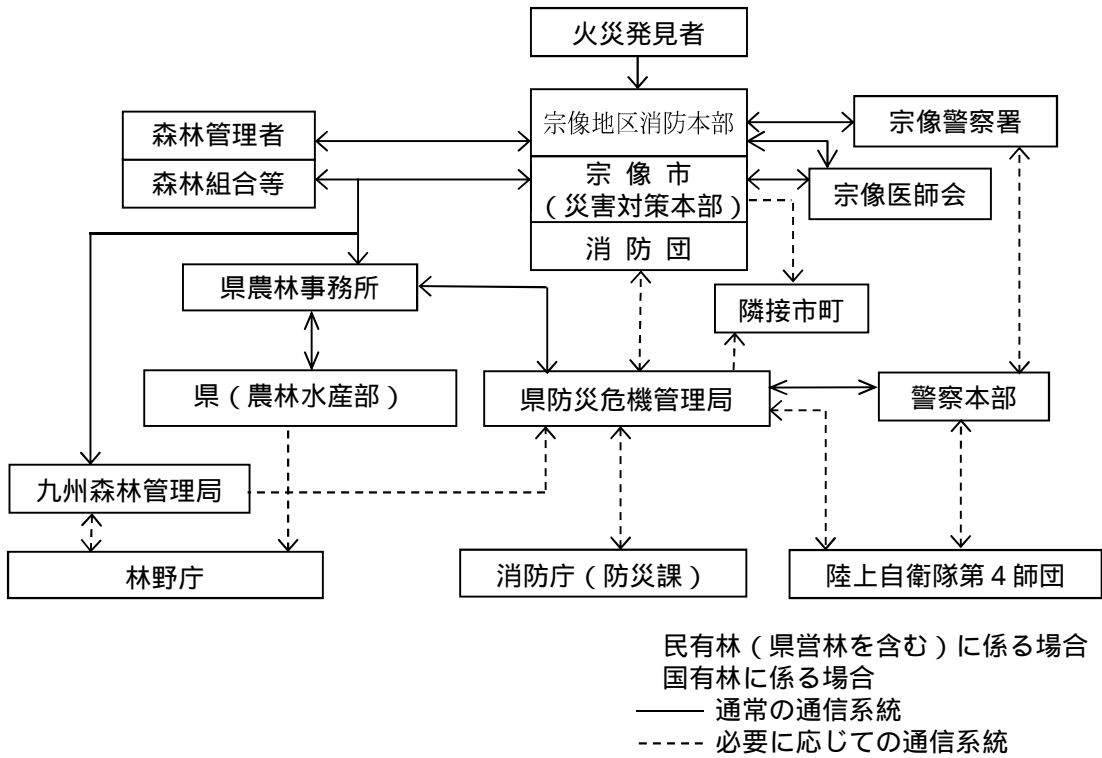 火災発見者
宗像地区消防本部
宗像警察署
森林管理者
森林組合等
宗像市
（災害対策本部）
宗像医師会
消防団
県農林事務所
隣接市町
県（農林水産部）
県防災危機管理局
警察本部
九州森林管理局
林野庁
消防庁（防災課）
陸上自衛隊第４師団
民有林（県営林を含む）に係る場合
国有林に係る場合
通常の通信系統
必要に応じての通信系統